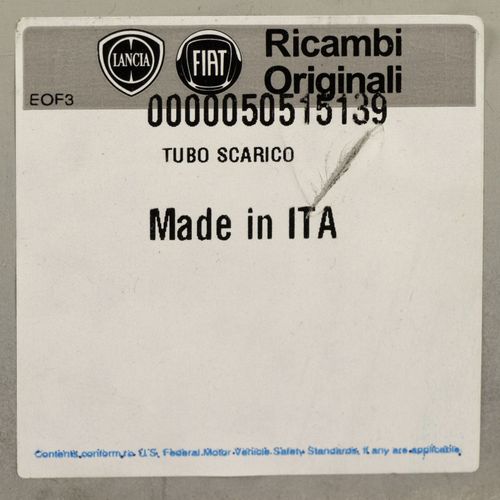 LANCIA
FIAT
Ricambi
Originali
EOF3
0000050515139
TUBO SCARICO
Made in ITA
Contents conform to U.S. Federal Motor Vehicle Safety Standards, if any are applicable